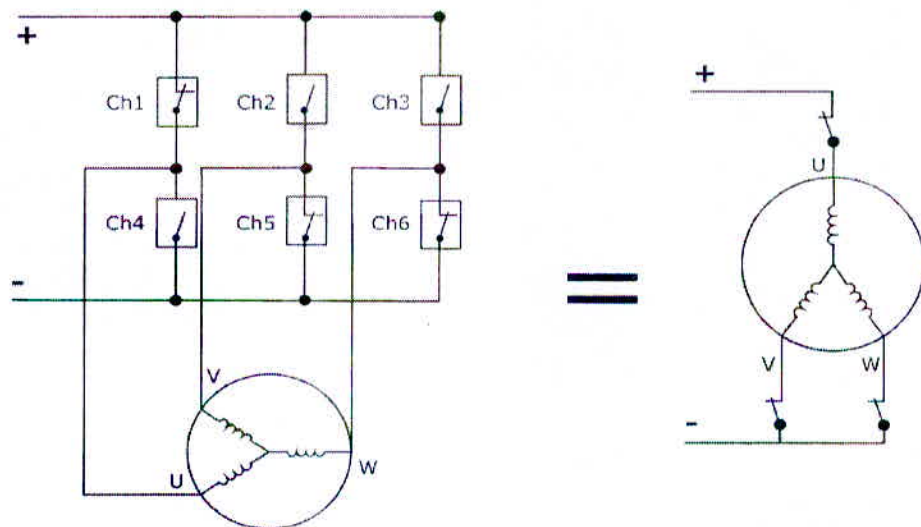 +
Ch1
Ch2
Ch3
Ch4
Ch5
Ch6
-
V
U
W
=
+
U
V
W
-